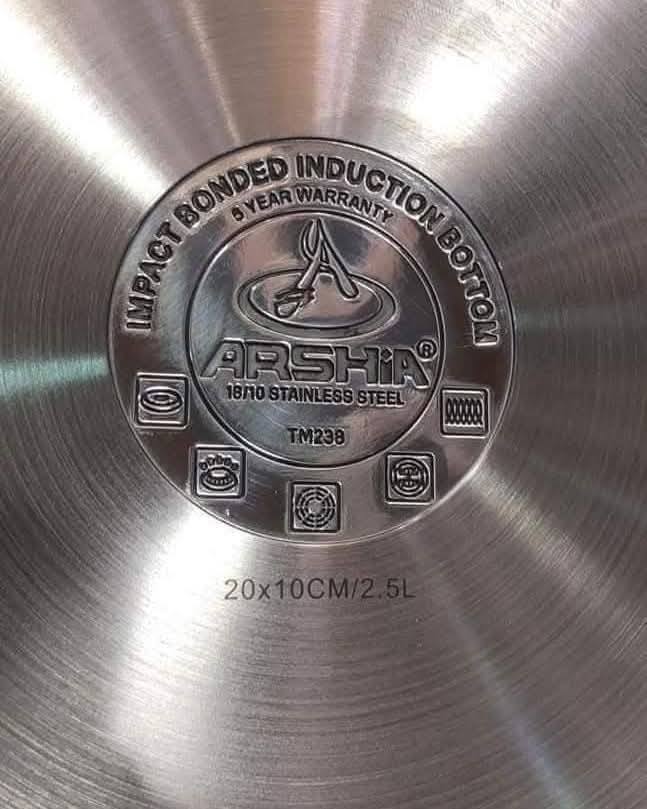 IMPACT BONDED INDUCTION BOTTOM
5 YEAR WARRANTY
ARSHiA®
18/10 STAINLESS STEEL
TM238
20x10CM/2.5L